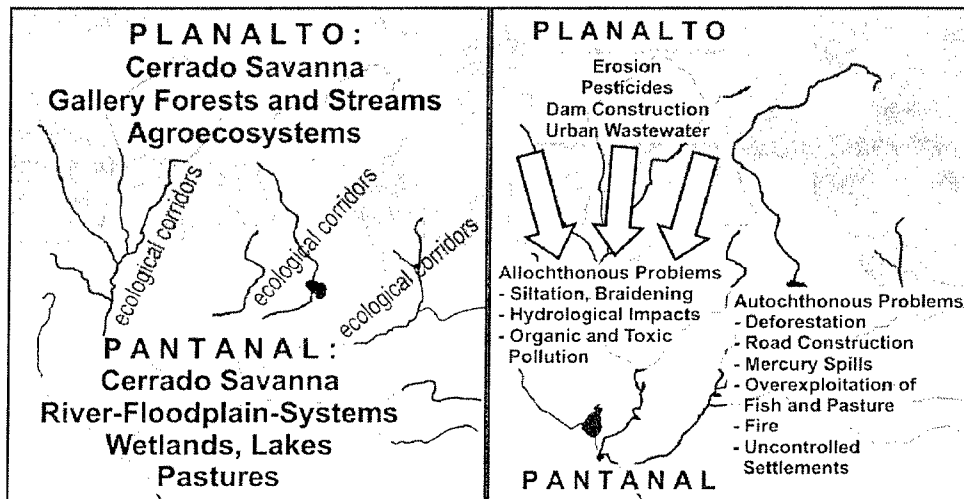 PLANALTO:
Cerrado Savanna
Gallery Forests and Streams
Agroecosystems
ecological corridors
ecological corridors
ecological corridors
PANTANAL:
Cerrado Savanna
River-Floodplain-Systems
Wetlands, Lakes
Pastures
PLANALTO
Erosion
Pesticides
Dam Construction
Urban Wastewater
Allochthonous Problems
- Siltation, Braidening
- Hydrological Impacts
- Organic and Toxic
Pollution
Autochthonous Problems
- Deforestation
- Road Construction
- Mercury Spills
- Overexploitation of
Fish and Pasture
- Fire
- Uncontrolled
Settlements
PANTANAL